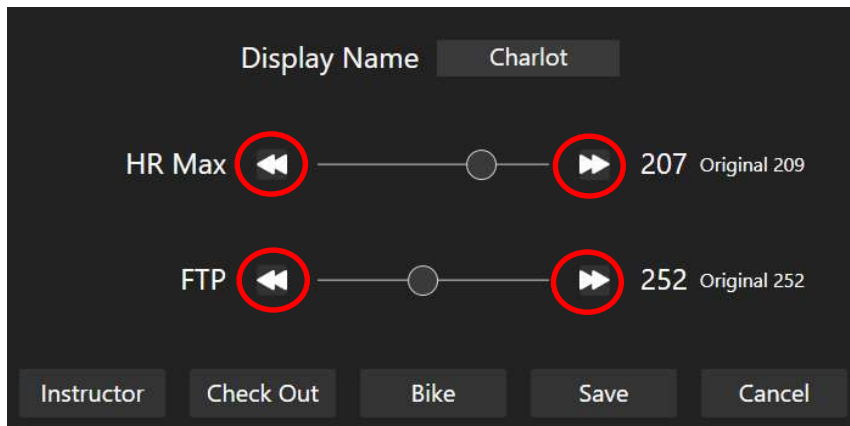 Display Name Charlot
HR Max 207 Original 209
FTP 252 Original 252
Instructor Check Out Bike Save Cancel